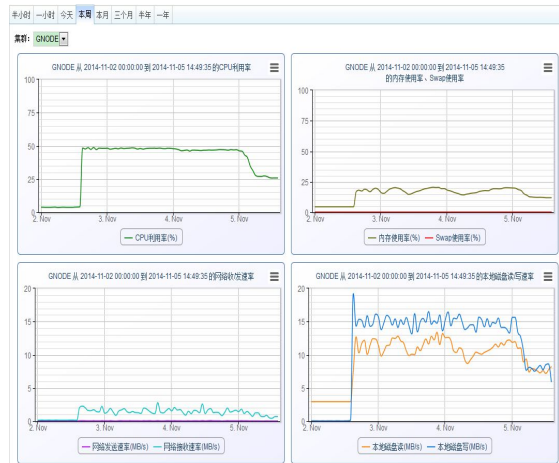 半小时 一小时 今天 本周 本月 三个月 半年 一年
集群: GNODE
GNODE 从 2014-11-02 00:00:00 到 2014-11-05 14:49:35 的CPU利用率
100
75
50
25
0
2. Nov 3. Nov 4. Nov 5. Nov
CPU利用率(%)
GNODE 从 2014-11-02 00:00:00 到 2014-11-05 14:49:35
的内存使用率、Swap使用率
100
75
50
25
0
2. Nov 3. Nov 4. Nov 5. Nov
内存使用率(%) Swap使用率(%)
GNODE 从 2014-11-02 00:00:00 到 2014-11-05 14:49:35 的网络收/发速率
20
15
10
5
0
2. Nov 3. Nov 4. Nov 5. Nov
网络发送速率(MB/s) 网络接收速率(MB/s)
GNODE 从 2014-11-02 00:00:00 到 2014-11-05 14:49:35 的本地磁盘读/写速率
20
15
10
5
0
2. Nov 3. Nov 4. Nov 5. Nov
本地磁盘读(MB/s) 本地磁盘写(MB/s)